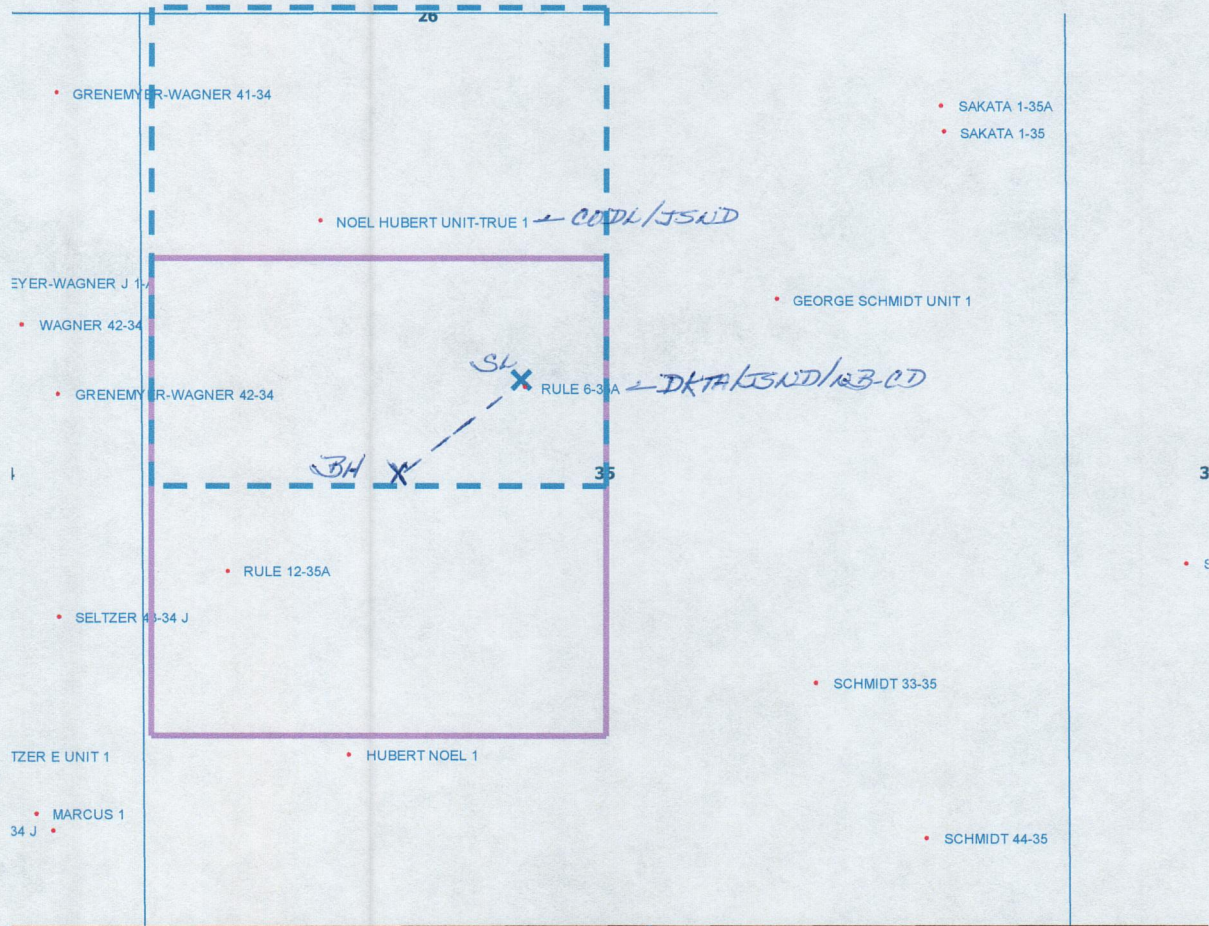 26
GRENEMYER-WAGNER 41-34
SAKATA 1-35A
SAKATA 1-35
NOEL HUBERT UNIT-TRUE 1 — CODL/JSND
EYER-WAGNER J 1-A
GEORGE SCHMIDT UNIT 1
WAGNER 42-34
SL
RULE 6-35A — DKTA/JSND/NB-CD
GRENEMYER-WAGNER 42-34
BH
35
3
RULE 12-35A
S
SELTZER 43-34 J
SCHMIDT 33-35
TZER E UNIT 1
HUBERT NOEL 1
MARCUS 1
34 J
SCHMIDT 44-35